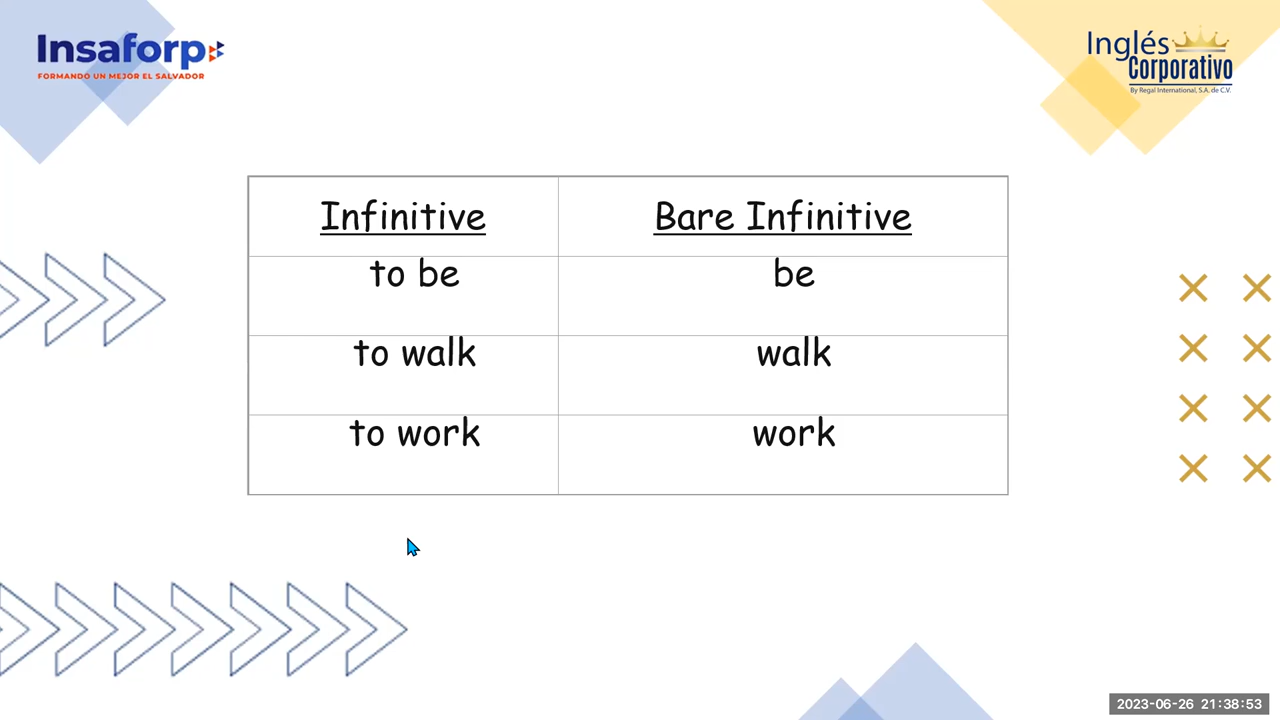 Insaforp
FORMANDO UN MEJOR EL SALVADOR
Inglés
Corporativo
By Regal International, S.A. de C.V.
Infinitive Bare Infinitive
to be be
to walk walk
to work work
2023-06-26 21:38:53